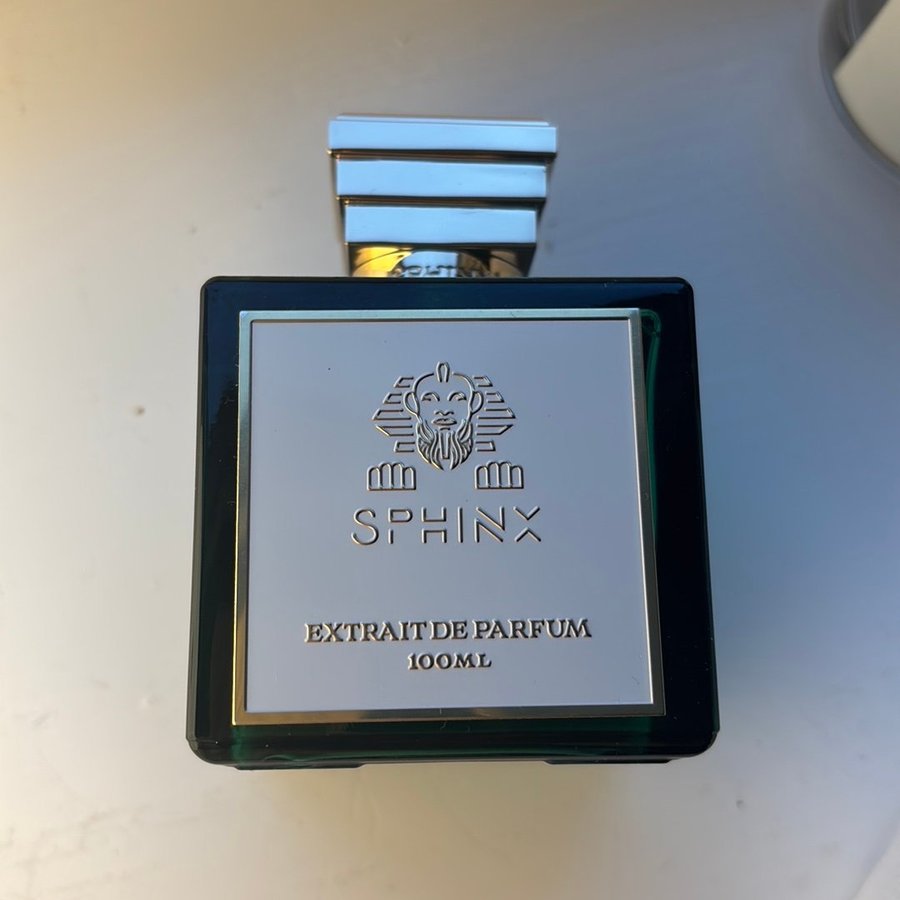 SPHINX
EXTRAIT DE PARFUM
100ML